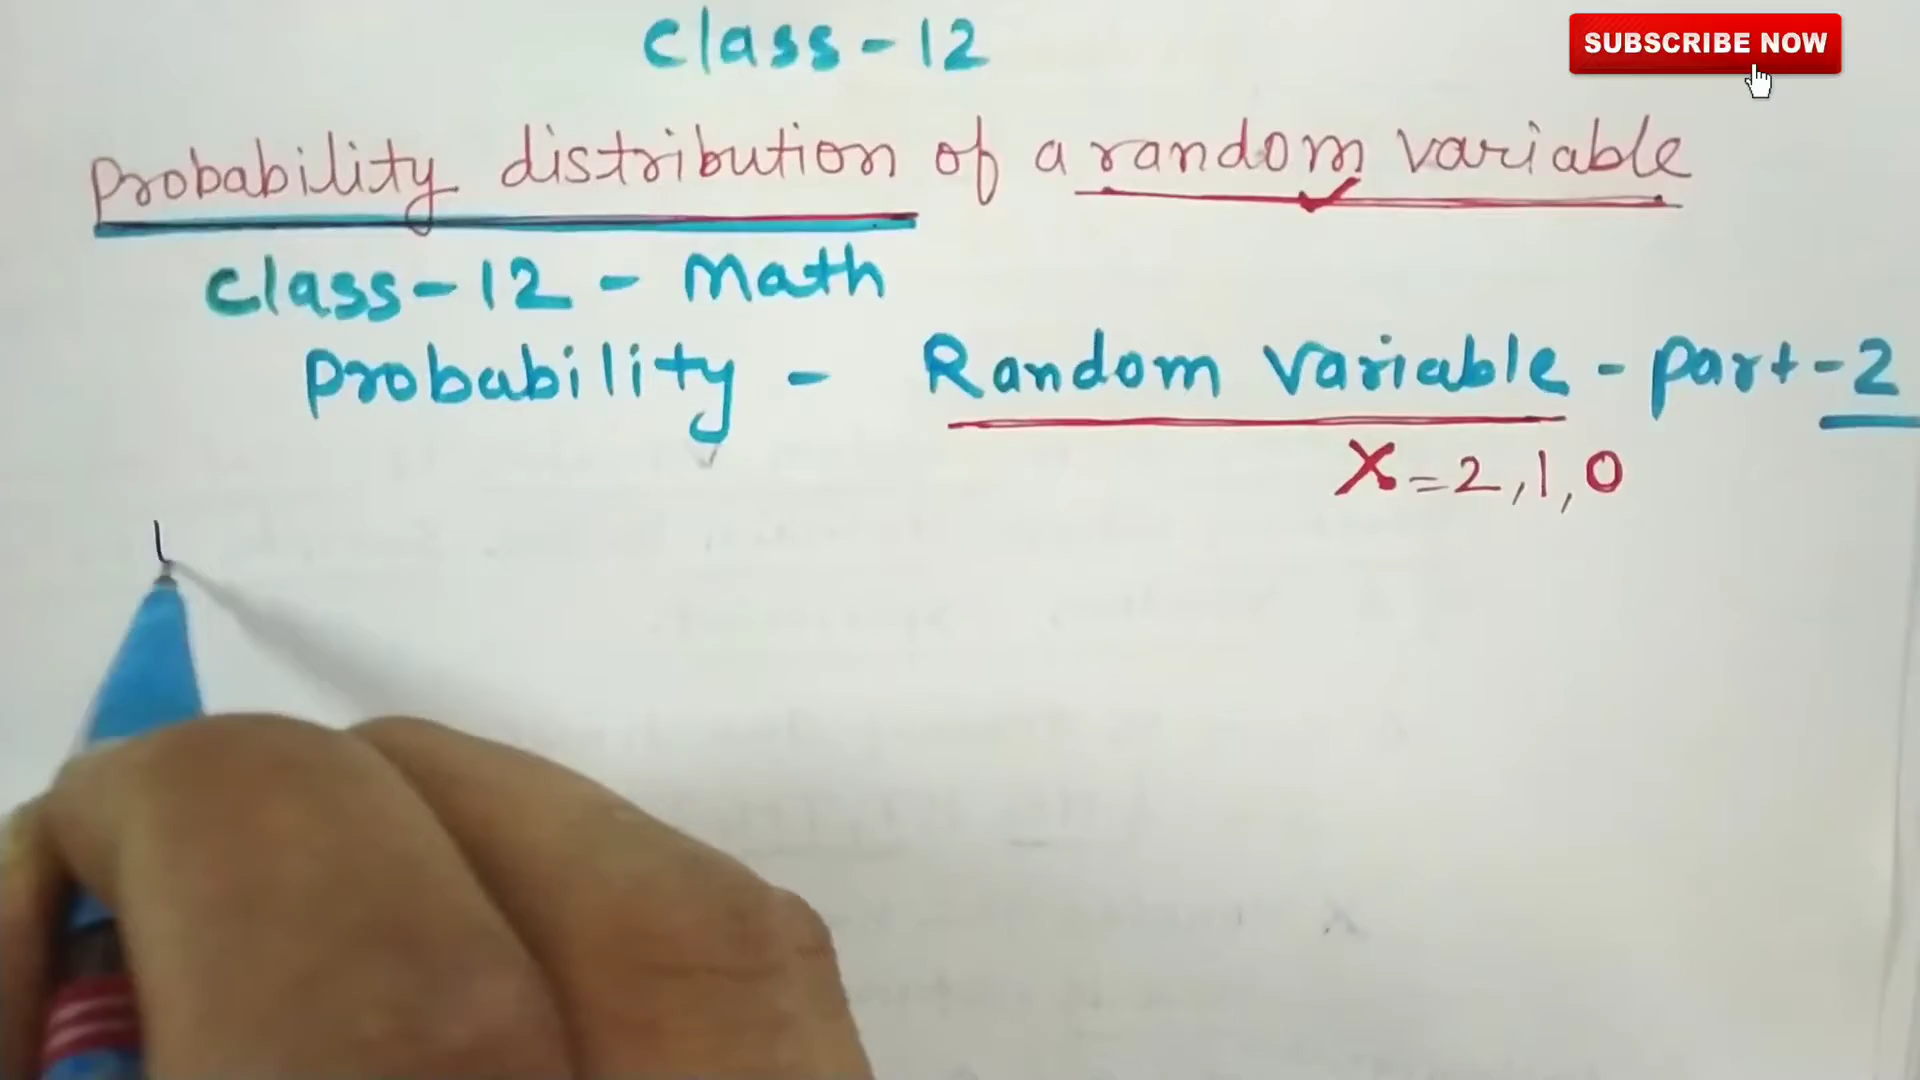 Class-12
SUBSCRIBE NOW
Probability distribution of a random variable
Class-12 - Math
Probability - Random Variable - part-2
X=2,1,0